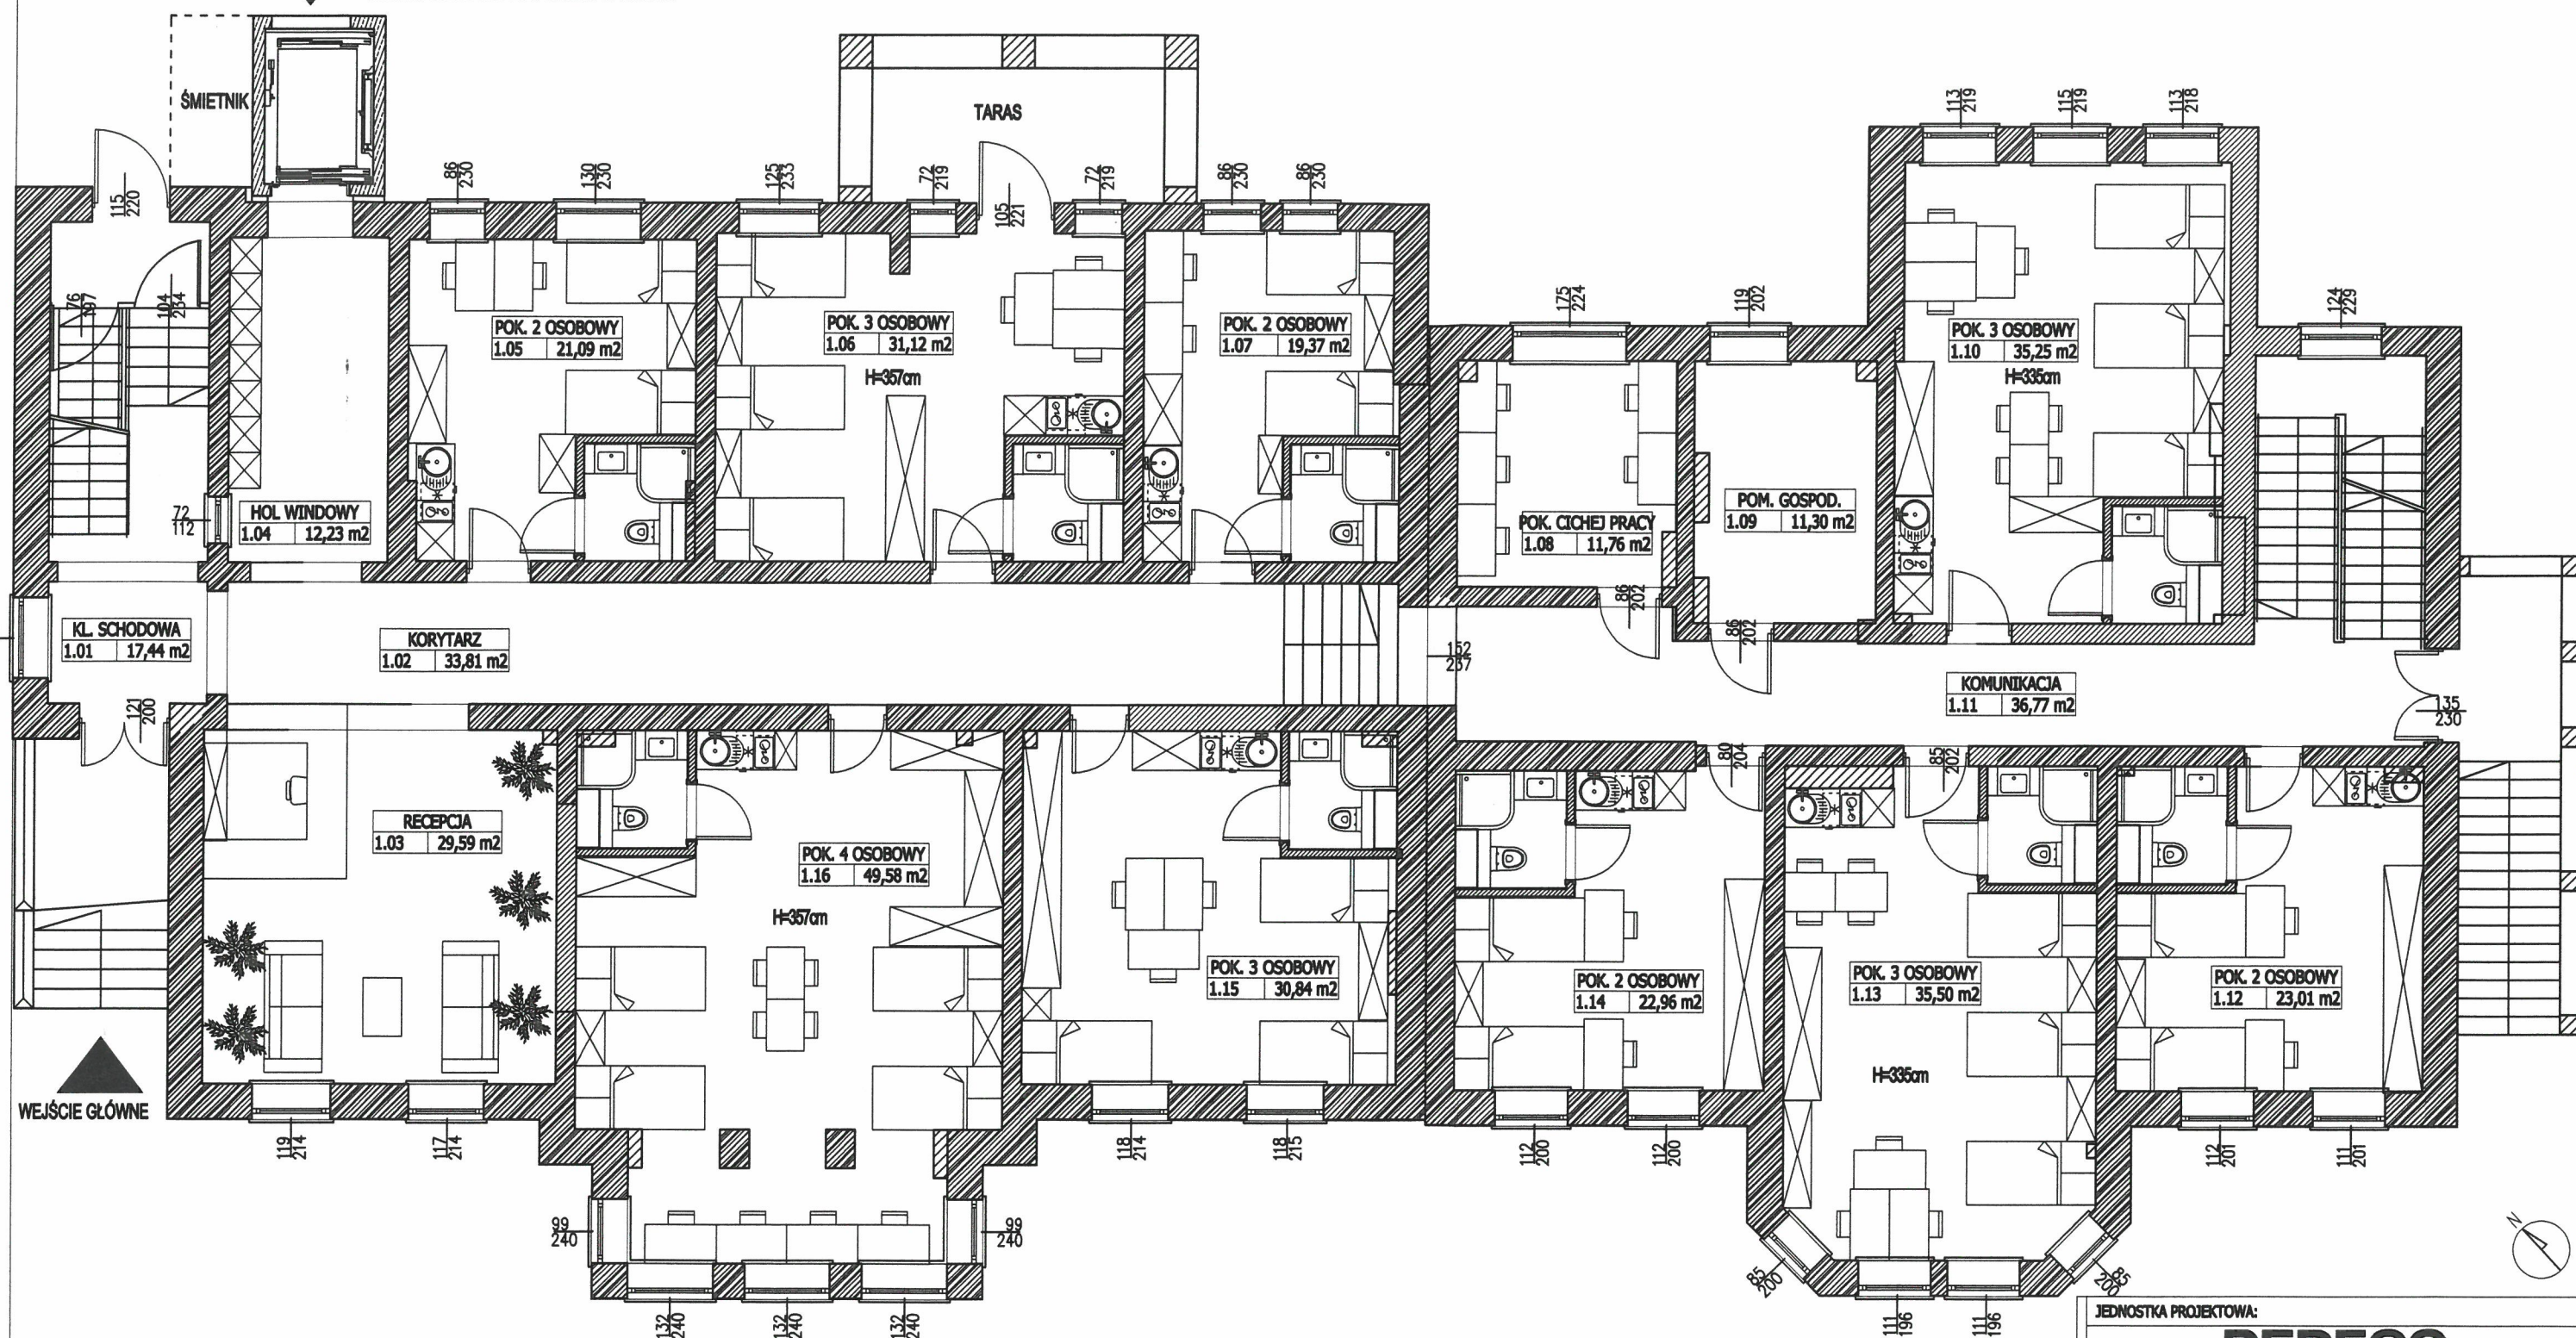 ŚMIETNIK
TARAS
113
219
115
219
113
218
115
220
86
230
130
230
125
233
72
219
105
221
72
219
86
230
86
230
76
197
104
234
175
224
119
202
124
229
POK. 2 OSOBOWY
1.05 21,09 m2
POK. 3 OSOBOWY
1.06 31,12 m2
H=357cm
POK. 2 OSOBOWY
1.07 19,37 m2
POK. 3 OSOBOWY
1.10 35,25 m2
H=335cm
72
112
HOL WINDOWY
1.04 12,23 m2
POK. CICHEJ PRACY
1.08 11,76 m2
POM. GOSPOD.
1.09 11,30 m2
86
202
86
202
KL. SCHODOWA
1.01 17,44 m2
KORYTARZ
1.02 33,81 m2
152
237
KOMUNIKACJA
1.11 36,77 m2
135
230
121
200
80
204
85
202
RECEPCJA
1.03 29,59 m2
POK. 4 OSOBOWY
1.16 49,58 m2
H=357cm
POK. 3 OSOBOWY
1.15 30,84 m2
POK. 2 OSOBOWY
1.14 22,96 m2
POK. 3 OSOBOWY
1.13 35,50 m2
H=335cm
POK. 2 OSOBOWY
1.12 23,01 m2
WEJŚCIE GŁÓWNE
119
214
117
214
118
214
118
215
112
200
112
200
112
201
111
201
99
240
99
240
85
200
85
200
132
240
132
240
132
240
111
196
111
196
N
JEDNOSTKA PROJEKTOWA: